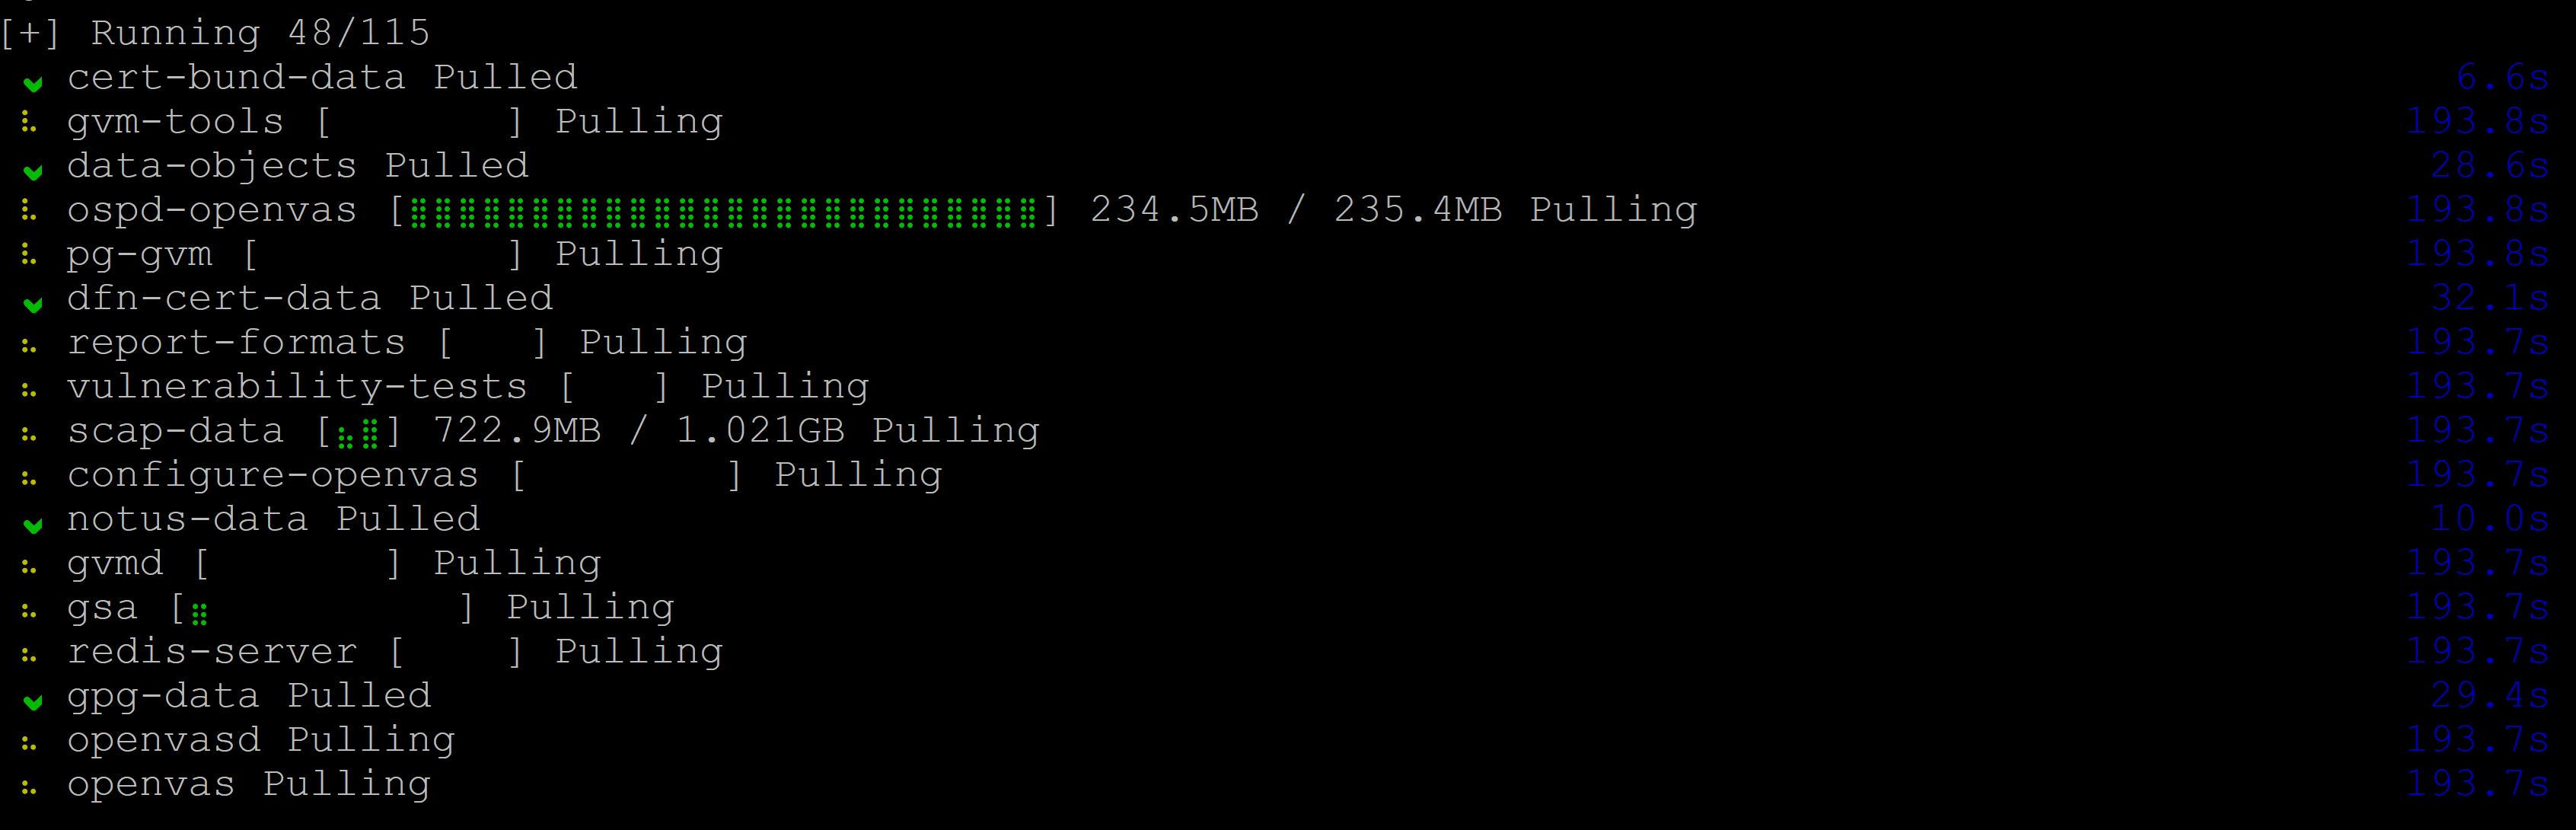 [+] Running 48/115
✔ cert-bund-data Pulled 6.6s
⠧ gvm-tools [       ] Pulling 193.8s
✔ data-objects Pulled 28.6s
⠧ ospd-openvas [⣿⣿⣿⣿⣿⣿⣿⣿⣿⣿⣿⣿⣿⣿⣿⣿⣿⣿⣿⣿⣿⣿⣿⣿⣿⣿] 234.5MB / 235.4MB Pulling 193.8s
⠧ pg-gvm [          ] Pulling 193.8s
✔ dfn-cert-data Pulled 32.1s
⠦ report-formats [   ] Pulling 193.7s
⠦ vulnerability-tests [   ] Pulling 193.7s
⠦ scap-data [⣦⣿] 722.9MB / 1.021GB Pulling 193.7s
⠦ configure-openvas [        ] Pulling 193.7s
✔ notus-data Pulled 10.0s
⠦ gvmd [       ] Pulling 193.7s
⠦ gsa [⣿          ] Pulling 193.7s
⠦ redis-server [    ] Pulling 193.7s
✔ gpg-data Pulled 29.4s
⠦ openvasd Pulling 193.7s
⠦ openvas Pulling 193.7s